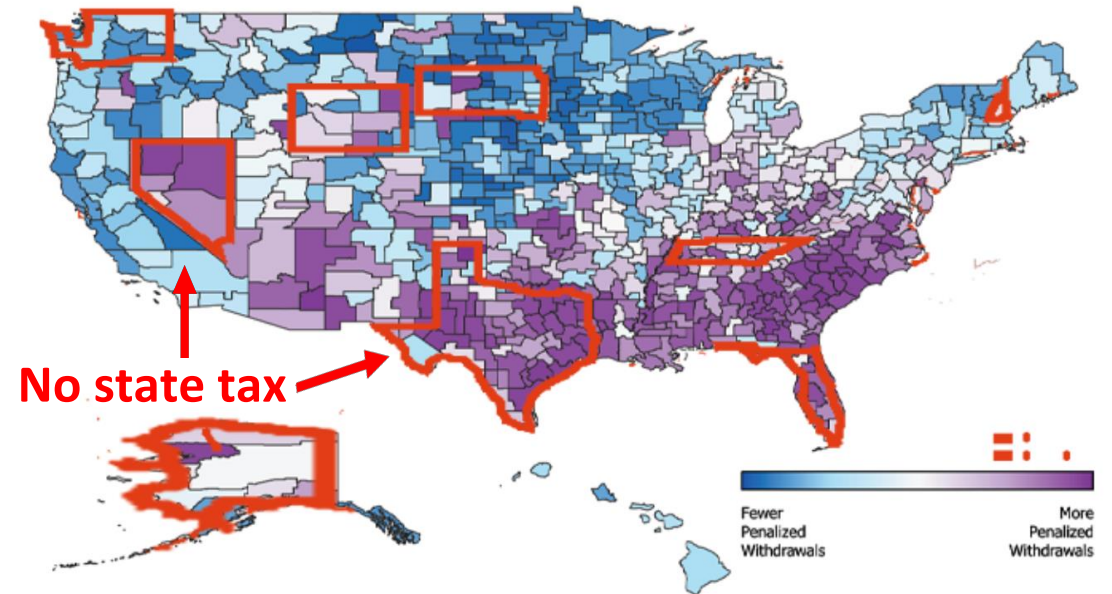 No state tax
Fewer
Penalized
Withdrawals
More
Penalized
Withdrawals